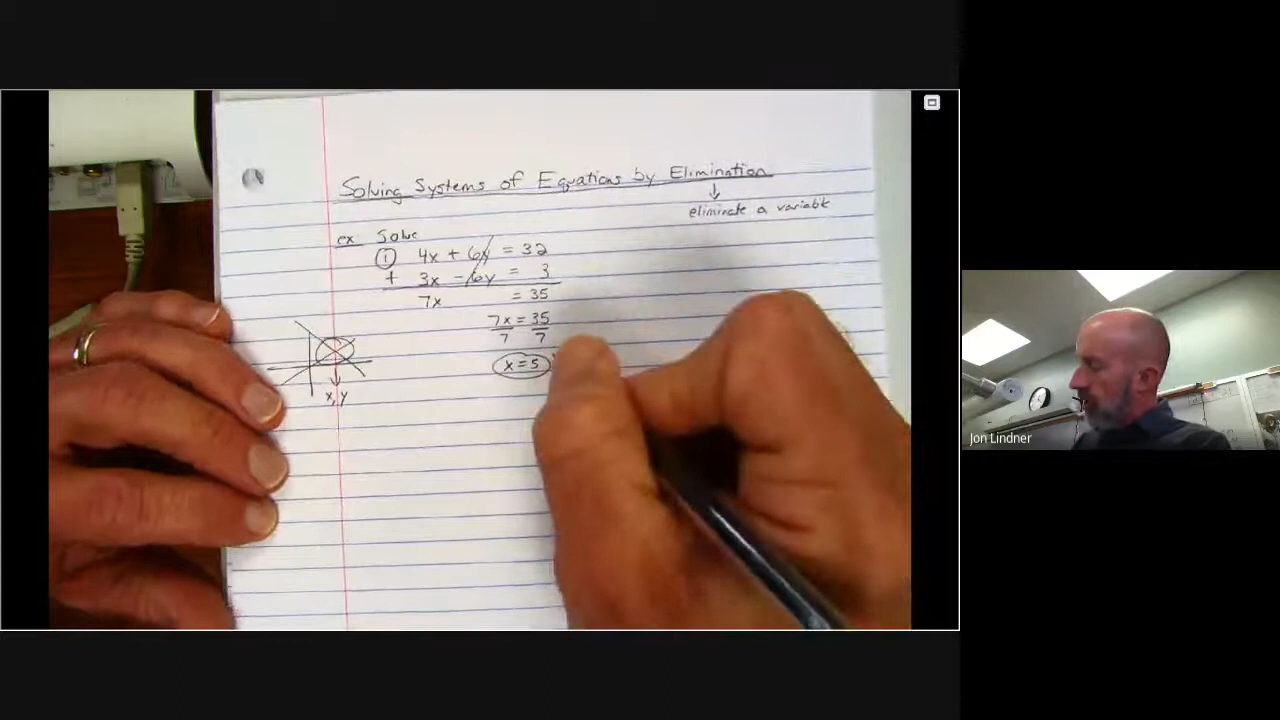 Solving Systems of Equations by Elimination
↓
eliminate a variable
ex Solve
① 4x + 6y = 32
+ 3x - 6y = 3
7x = 35
7x = 35
7 7
x = 5
x, y
Jon Lindner